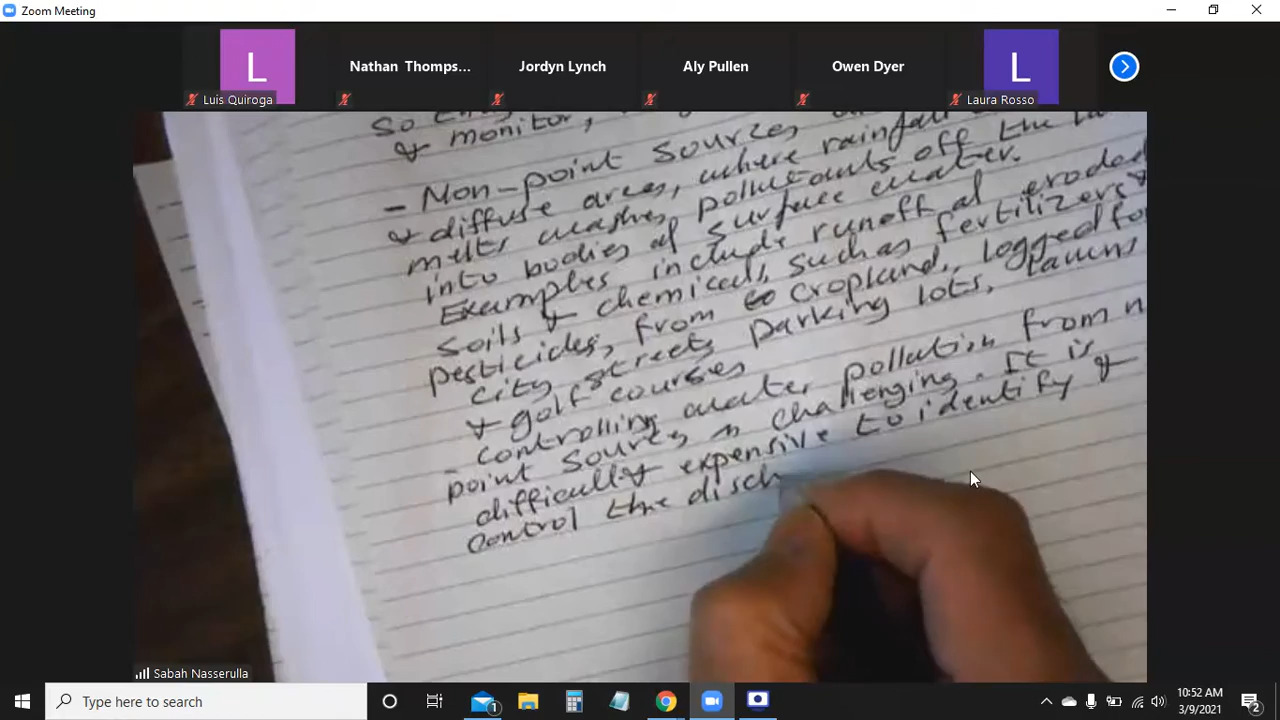 Zoom Meeting
L
Luis Quiroga
Nathan Thomps...
Jordyn Lynch
Aly Pullen
Owen Dyer
L
Laura Rosso
so
& monitor,
- Non-point sources
& diffuse areas, where rainfall
melts washes pollutants off the
into bodies of surface water.
Examples include runoff of eroded
soils & chemicals, such as fertilizers &
pesticides, from cropland, logged for
city streets parking lots, lawns
& golf courses
- controlling water pollution from n
point sources is challenging. It is
difficult & expensive to identify &
control the disch
Sabah Nasserulla
Type here to search
1
10:52 AM
3/9/2021
2